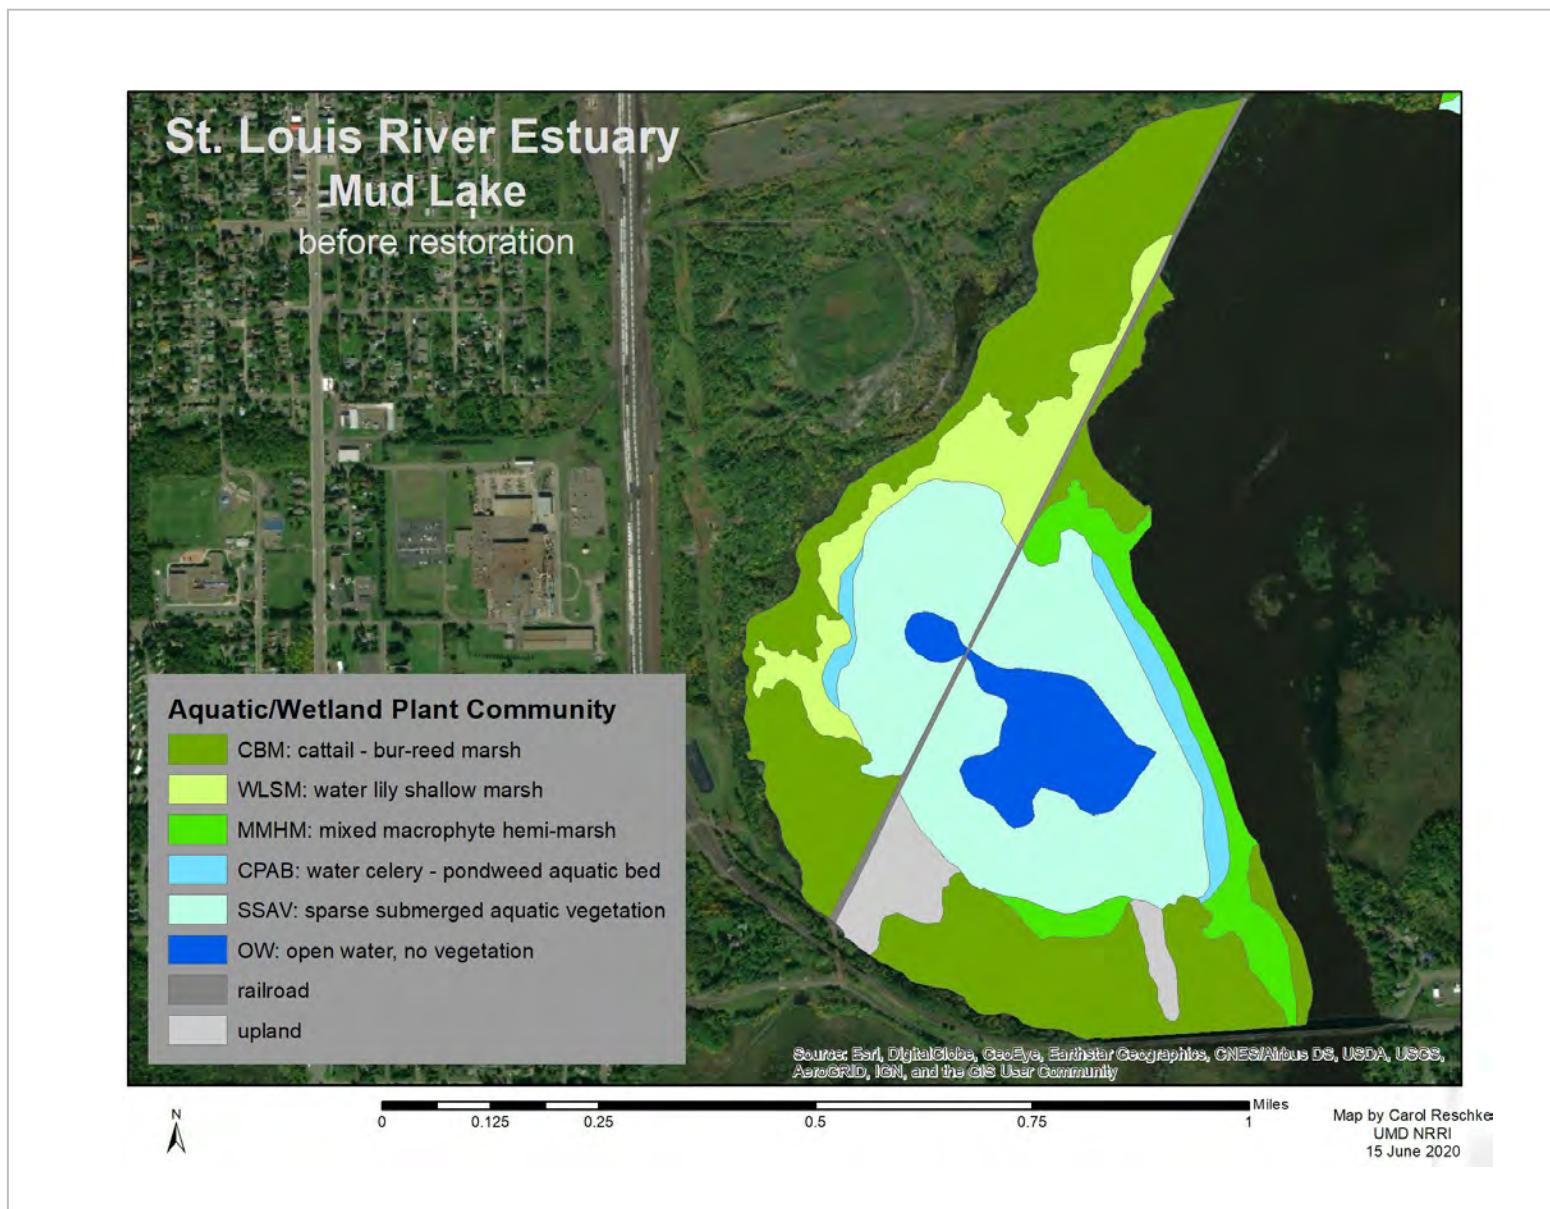 St. Louis River Estuary
Mud Lake
before restoration
Aquatic/Wetland Plant Community
CBM: cattail - bur-reed marsh
WLSM: water lily shallow marsh
MMHM: mixed macrophyte hemi-marsh
CPAB: water celery - pondweed aquatic bed
SSAV: sparse submerged aquatic vegetation
OW: open water, no vegetation
railroad
upland
Source: Esri, DigitalGlobe, GeoEye, Earthstar Geographics, CNES/Airbus DS, USDA, USGS,
AeroGRID, IGN, and the GIS User Community
N
0 0.125 0.25 0.5 0.75 1 Miles
Map by Carol Reschke
UMD NRRI
15 June 2020